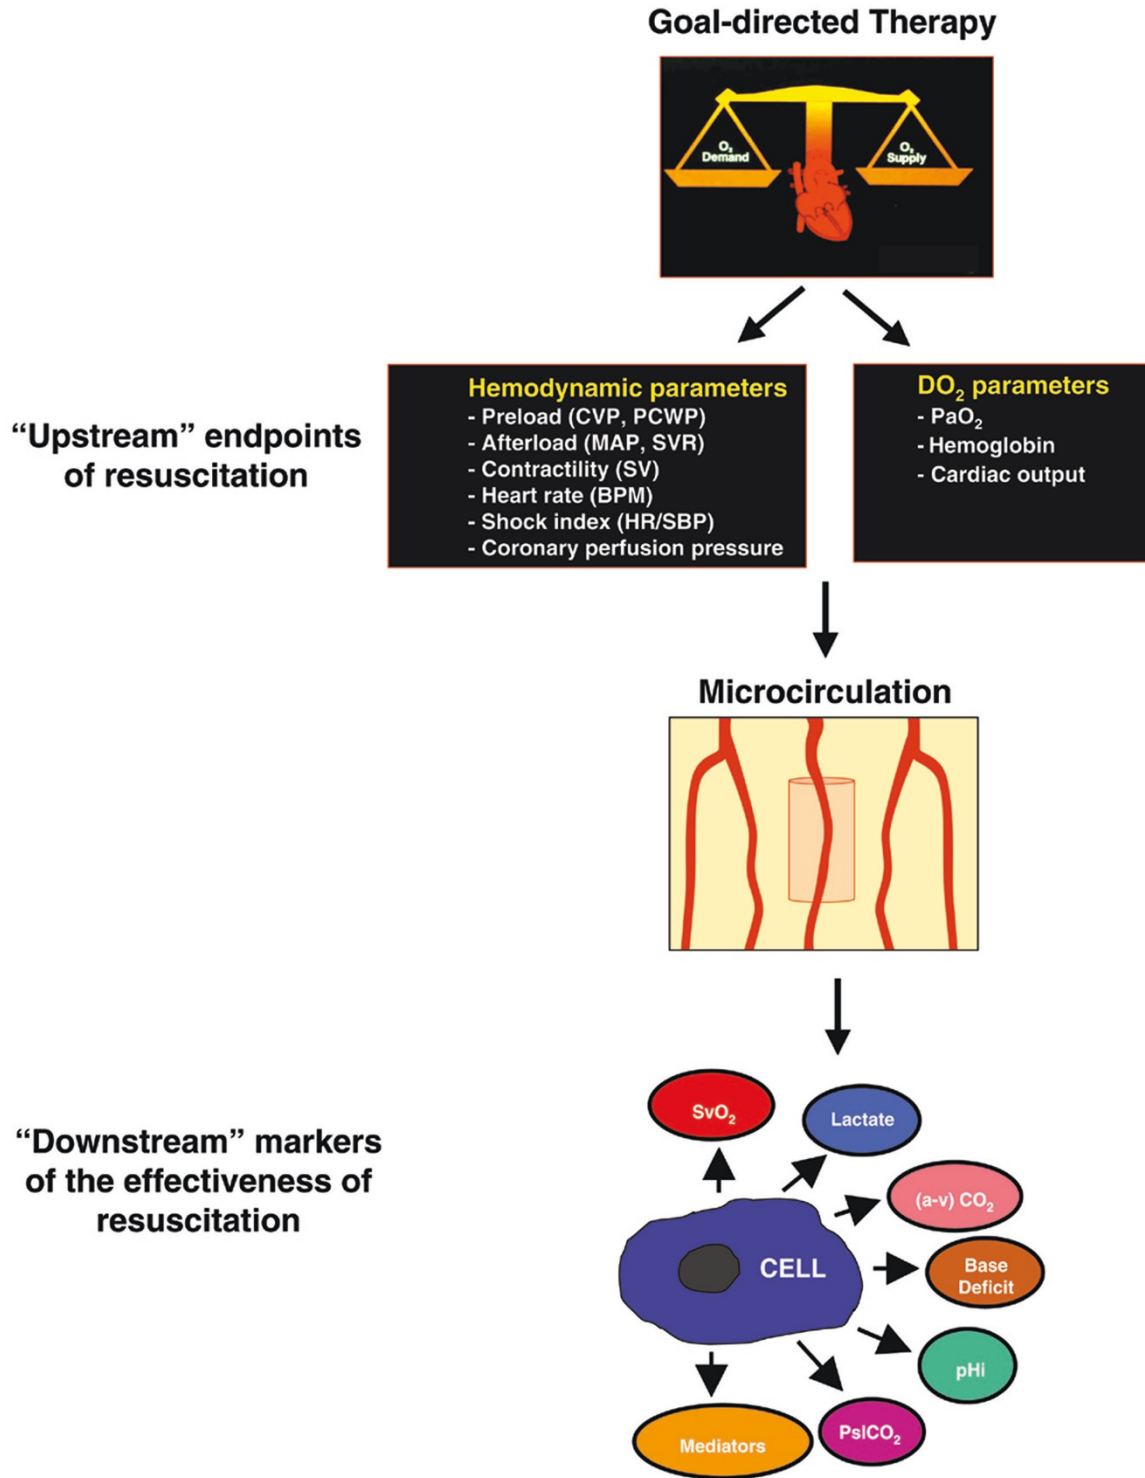 Goal-directed Therapy
O₂
Demand
O₂
Supply
“Upstream” endpoints
of resuscitation
Hemodynamic parameters
- Preload (CVP, PCWP)
- Afterload (MAP, SVR)
- Contractility (SV)
- Heart rate (BPM)
- Shock index (HR/SBP)
- Coronary perfusion pressure
DO₂ parameters
- PaO₂
- Hemoglobin
- Cardiac output
Microcirculation
“Downstream” markers
of the effectiveness of
resuscitation
SvO₂
Lactate
(a-v) CO₂
CELL
Base
Deficit
pHi
PslCO₂
Mediators